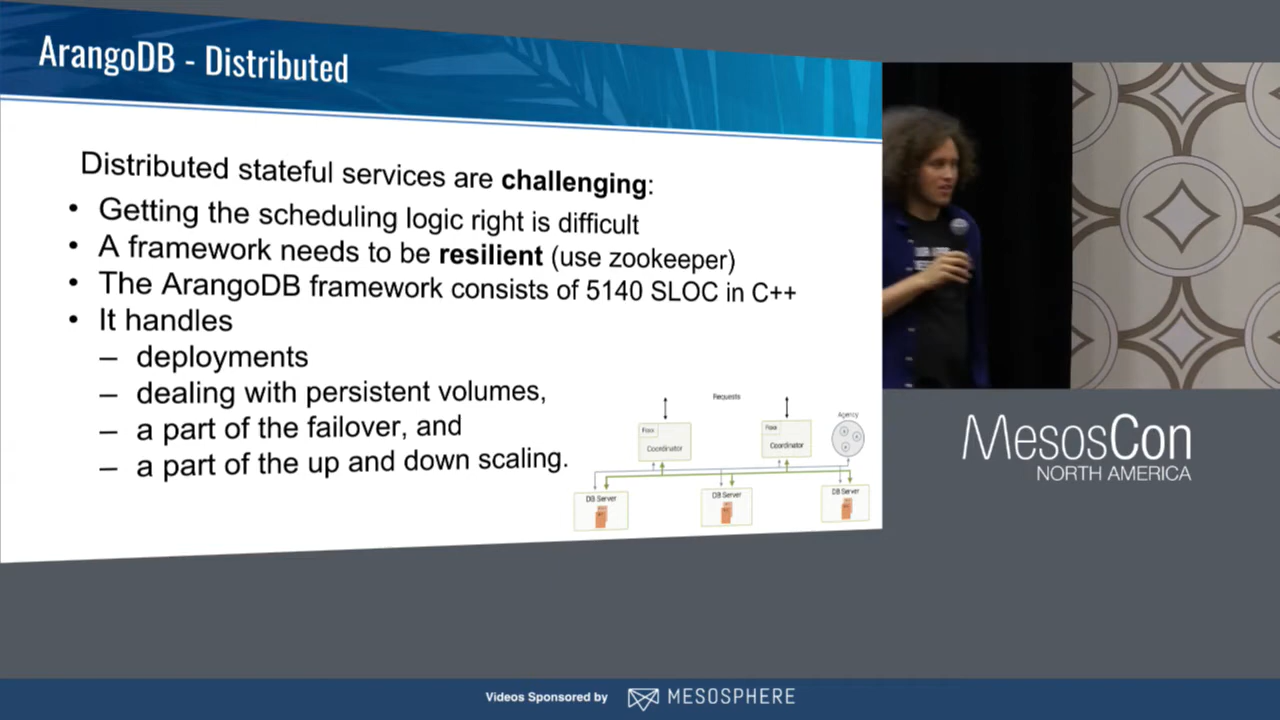 ArangoDB - Distributed
Distributed stateful services are challenging:
• Getting the scheduling logic right is difficult
• A framework needs to be resilient (use zookeeper)
• The ArangoDB framework consists of 5140 SLOC in C++
• It handles
– deployments
– dealing with persistent volumes,
– a part of the failover, and
– a part of the up and down scaling.
Requests
Foxx
Coordinator
Foxx
Coordinator
Agency
DB Server
DB Server
DB Server
MesosCon
NORTH AMERICA
Videos Sponsored by
MESOSPHERE